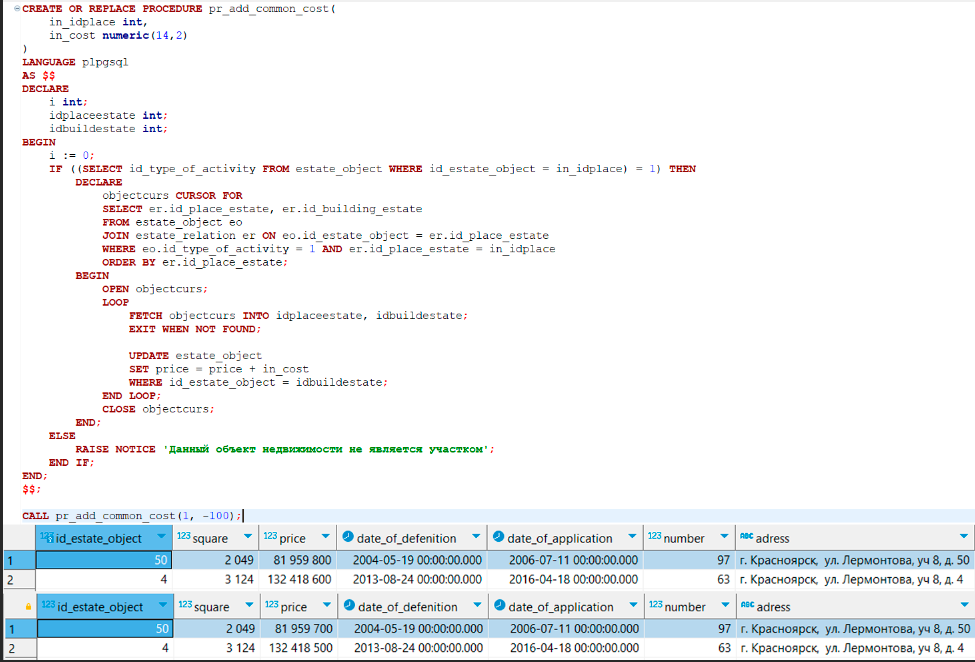 CREATE OR REPLACE PROCEDURE pr_add_common_cost(
in_idplace int,
in_cost numeric(14,2)
)
LANGUAGE plpgsql
AS $$
DECLARE
i int;
idplaceestate int;
idbuildestate int;
BEGIN
i := 0;
IF ((SELECT id_type_of_activity FROM estate_object WHERE id_estate_object = in_idplace) = 1) THEN
DECLARE
objectcurs CURSOR FOR
SELECT er.id_place_estate, er.id_building_estate
FROM estate_object eo
JOIN estate_relation er ON eo.id_estate_object = er.id_place_estate
WHERE eo.id_type_of_activity = 1 AND er.id_place_estate = in_idplace
ORDER BY er.id_place_estate;
BEGIN
OPEN objectcurs;
LOOP
FETCH objectcurs INTO idplaceestate, idbuildestate;
EXIT WHEN NOT FOUND;
UPDATE estate_object
SET price = price + in_cost
WHERE id_estate_object = idbuildestate;
END LOOP;
CLOSE objectcurs;
END;
ELSE
RAISE NOTICE 'Данный объект недвижимости не является участком';
END IF;
END;
$$;
CALL pr_add_common_cost(1, -100);
123 id_estate_object 123 square 123 price date_of_defenition date_of_application 123 number ABC adress
1 50 2 049 81 959 800 2004-05-19 00:00:00.000 2006-07-11 00:00:00.000 97 г. Красноярск, ул. Лермонтова, уч 8, д. 50
2 4 3 124 132 418 600 2013-08-24 00:00:00.000 2016-04-18 00:00:00.000 63 г. Красноярск, ул. Лермонтова, уч 8, д. 4
123 id_estate_object 123 square 123 price date_of_defenition date_of_application 123 number ABC adress
1 50 2 049 81 959 700 2004-05-19 00:00:00.000 2006-07-11 00:00:00.000 97 г. Красноярск, ул. Лермонтова, уч 8, д. 50
2 4 3 124 132 418 500 2013-08-24 00:00:00.000 2016-04-18 00:00:00.000 63 г. Красноярск, ул. Лермонтова, уч 8, д. 4